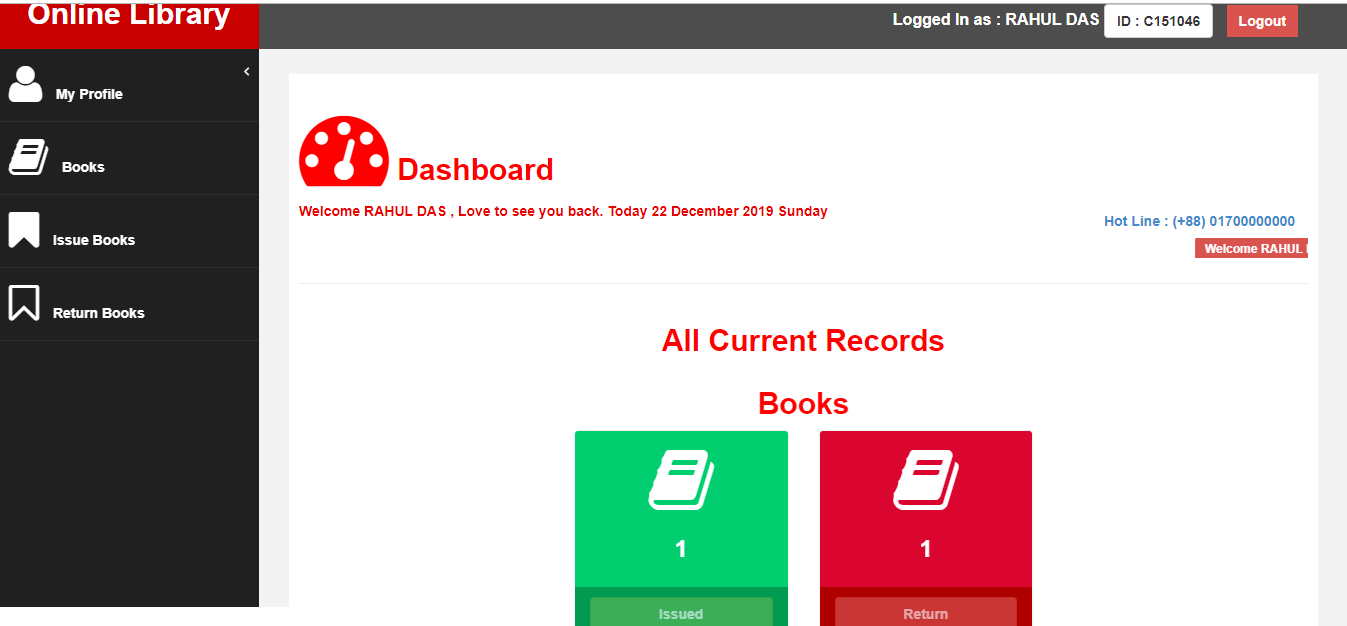 Online Library
Logged In as : RAHUL DAS ID : C151046 Logout
My Profile
Books
Issue Books
Return Books
Dashboard
Welcome RAHUL DAS , Love to see you back. Today 22 December 2019 Sunday
Hot Line : (+88) 01700000000
Welcome RAHUL
All Current Records
Books
1
Issued
1
Return